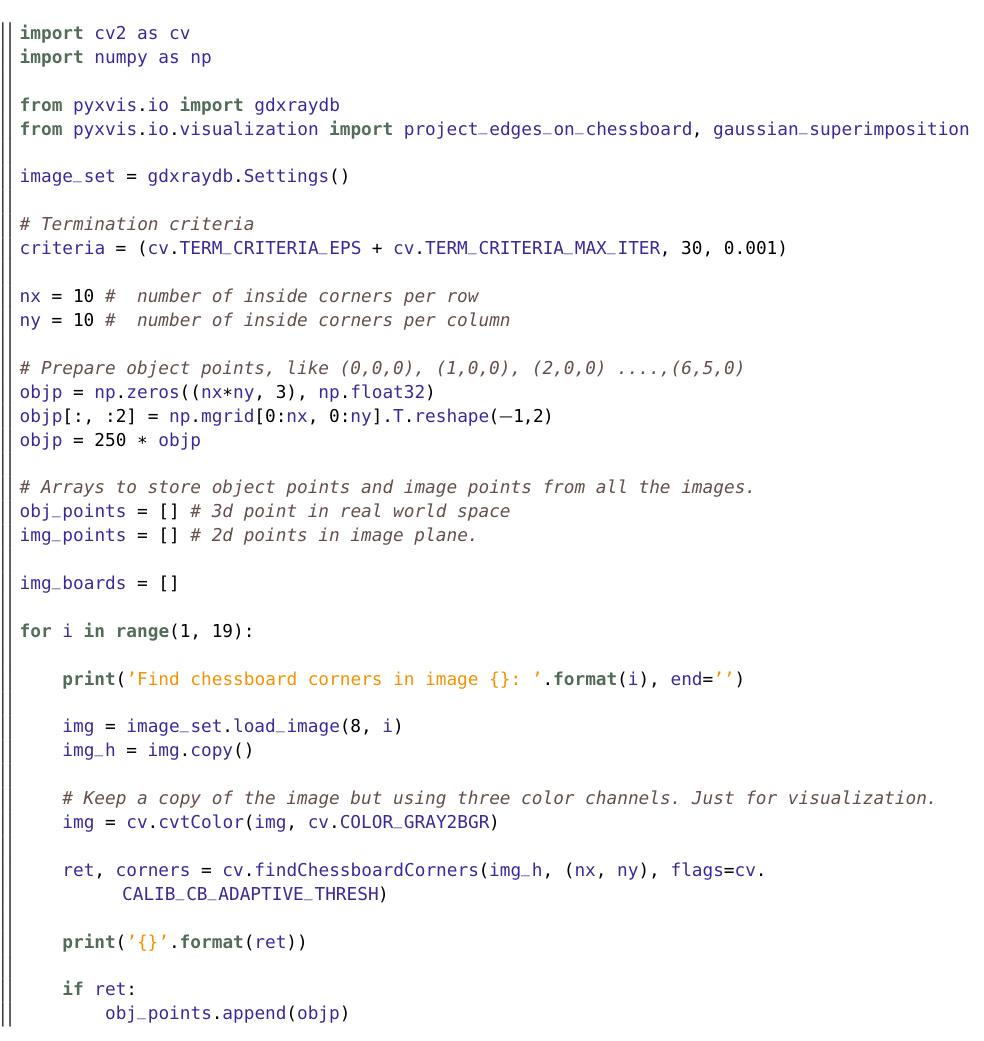 import cv2 as cv
import numpy as np
from pyxvis.io import gdxraydb
from pyxvis.io.visualization import project_edges_on_chessboard, gaussian_superimposition
image_set = gdxraydb.Settings()
# Termination criteria
criteria = (cv.TERM_CRITERIA_EPS + cv.TERM_CRITERIA_MAX_ITER, 30, 0.001)
nx = 10 #  number of inside corners per row
ny = 10 #  number of inside corners per column
# Prepare object points, like (0,0,0), (1,0,0), (2,0,0) ....,(6,5,0)
objp = np.zeros((nx*ny, 3), np.float32)
objp[:, :2] = np.mgrid[0:nx, 0:ny].T.reshape(−1,2)
objp = 250 * objp
# Arrays to store object points and image points from all the images.
obj_points = [] # 3d point in real world space
img_points = [] # 2d points in image plane.
img_boards = []
for i in range(1, 19):
    print(’Find chessboard corners in image {}: ’.format(i), end=’’)
    img = image_set.load_image(8, i)
    img_h = img.copy()
    # Keep a copy of the image but using three color channels. Just for visualization.
    img = cv.cvtColor(img, cv.COLOR_GRAY2BGR)
    ret, corners = cv.findChessboardCorners(img_h, (nx, ny), flags=cv.
        CALIB_CB_ADAPTIVE_THRESH)
    print(’{}’.format(ret))
    if ret:
        obj_points.append(objp)